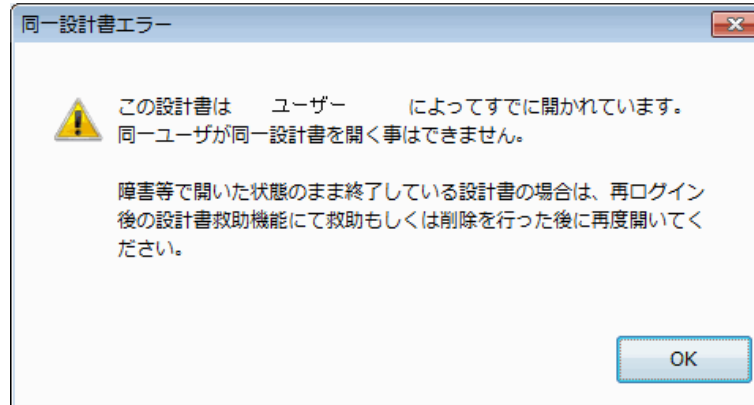 同一設計書エラー
この設計書は ユーザー によってすでに開かれています。
同一ユーザが同一設計書を開く事はできません。
障害等で開いた状態のまま終了している設計書の場合は、再ログイン
後の設計書救助機能にて救助もしくは削除を行った後に再度開いてく
ださい。
OK